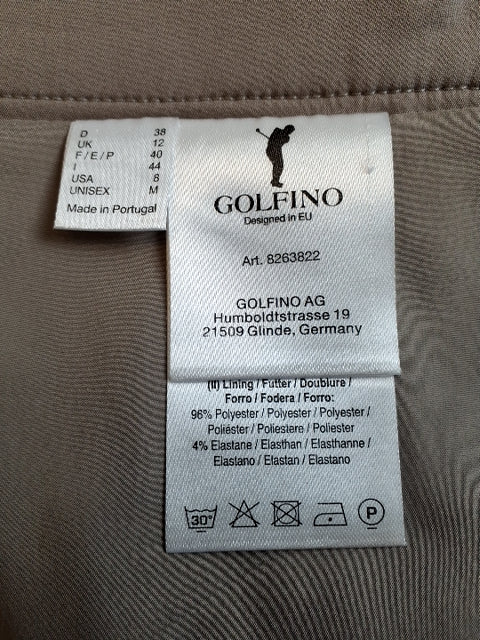 D 38
UK 12
F/E/P 40
I 44
USA 8
UNISEX M
Made in Portugal
GOLFINO
Designed in EU
Art. 8263822
GOLFINO AG
Humboldtstrasse 19
21509 Glinde, Germany
(II) Lining / Futter / Doublure /
Forro / Fodera / Forro:
96% Polyester / Polyester / Polyester /
Poliéster / Poliestere / Poliester
4% Elastane / Elasthan / Elasthanne /
Elastano / Elastan / Elastano
30°
P